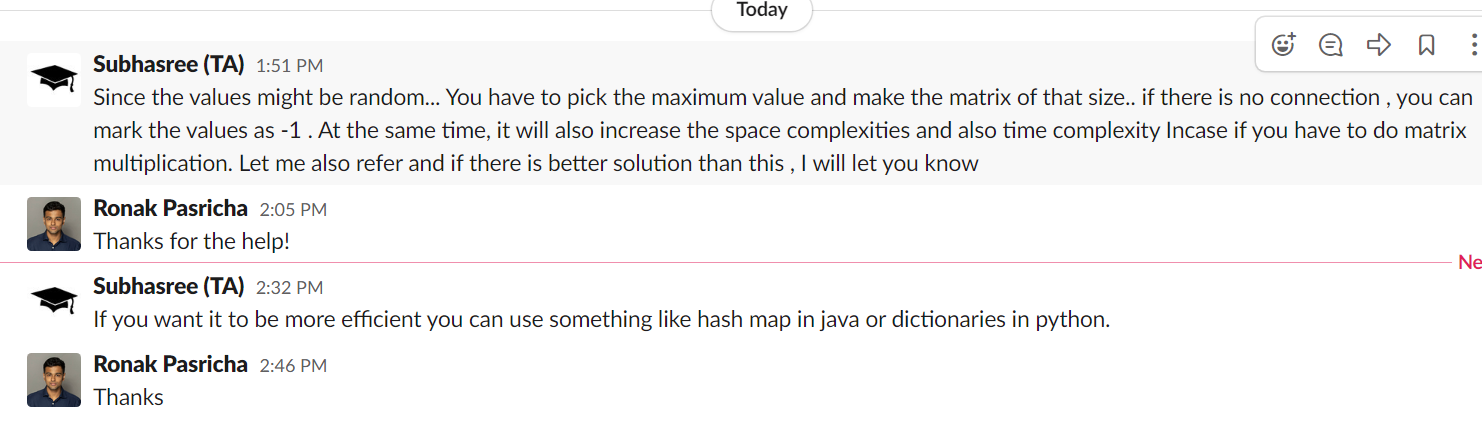 Today
Subhasree (TA) 1:51 PM
Since the values might be random... You have to pick the maximum value and make the matrix of that size.. if there is no connection , you can
mark the values as -1 . At the same time, it will also increase the space complexities and also time complexity Incase if you have to do matrix
multiplication. Let me also refer and if there is better solution than this , I will let you know
Ronak Pasricha 2:05 PM
Thanks for the help!
Ne
Subhasree (TA) 2:32 PM
If you want it to be more efficient you can use something like hash map in java or dictionaries in python.
Ronak Pasricha 2:46 PM
Thanks